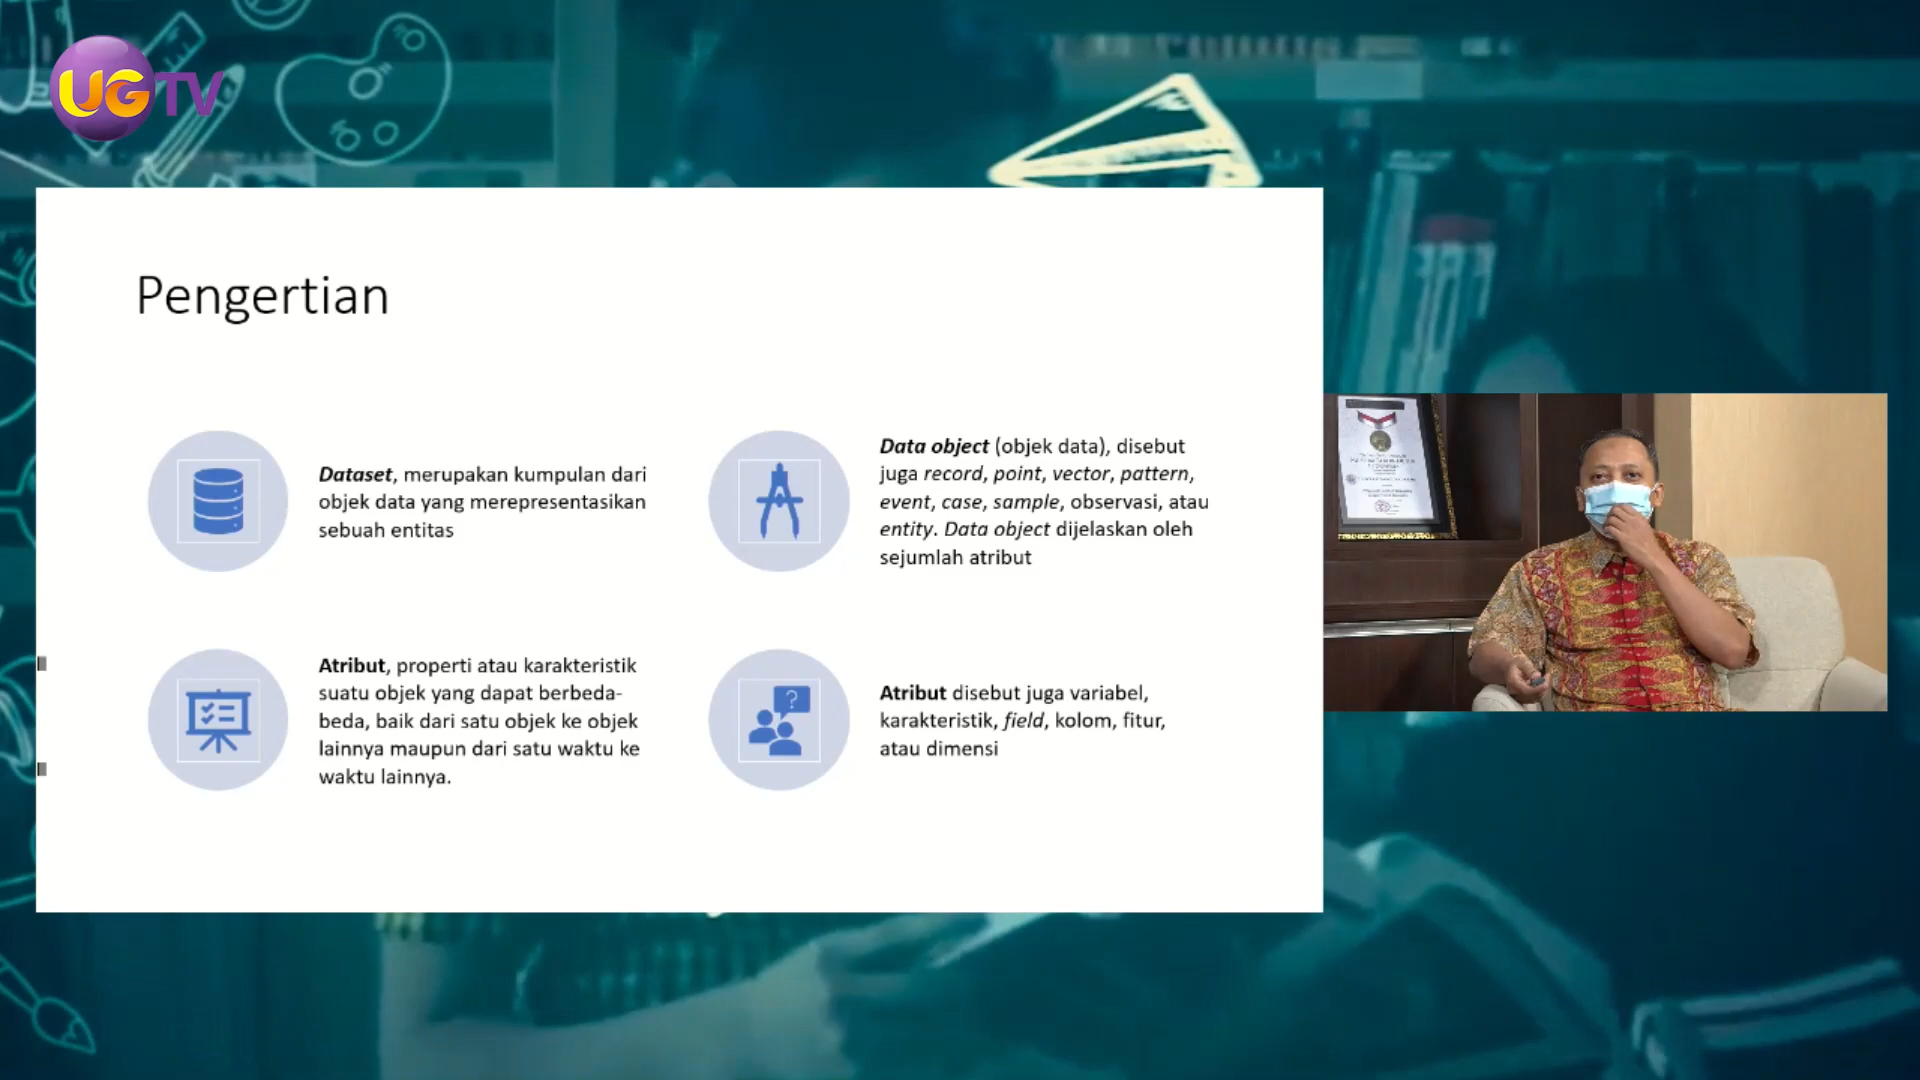 UGTV
Pengertian
Dataset, merupakan kumpulan dari
objek data yang merepresentasikan
sebuah entitas
Data object (objek data), disebut
juga record, point, vector, pattern,
event, case, sample, observasi, atau
entity. Data object dijelaskan oleh
sejumlah atribut
Atribut, properti atau karakteristik
suatu objek yang dapat berbeda-
beda, baik dari satu objek ke objek
lainnya maupun dari satu waktu ke
waktu lainnya.
?
Atribut disebut juga variabel,
karakteristik, field, kolom, fitur,
atau dimensi